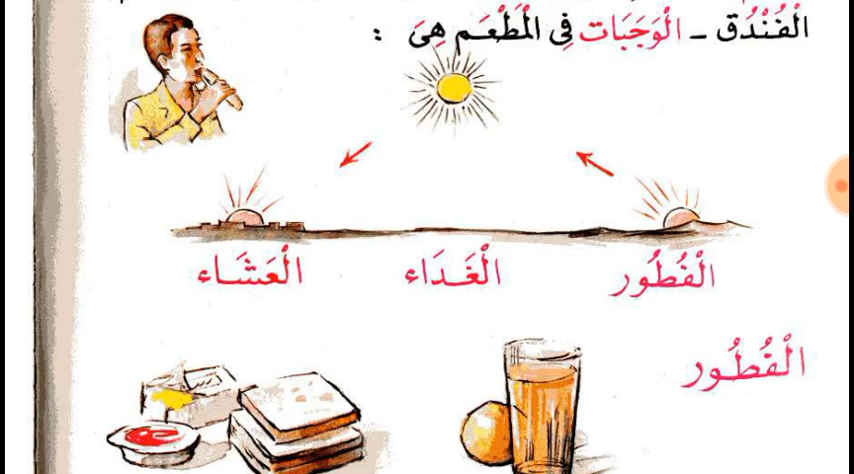 الْفُنْدُق – الْوَجَبَات فِى الْمَطْعَم هِىَ :
الْفُطُور الْغَدَاء الْعَشَاء
الْفُطُور